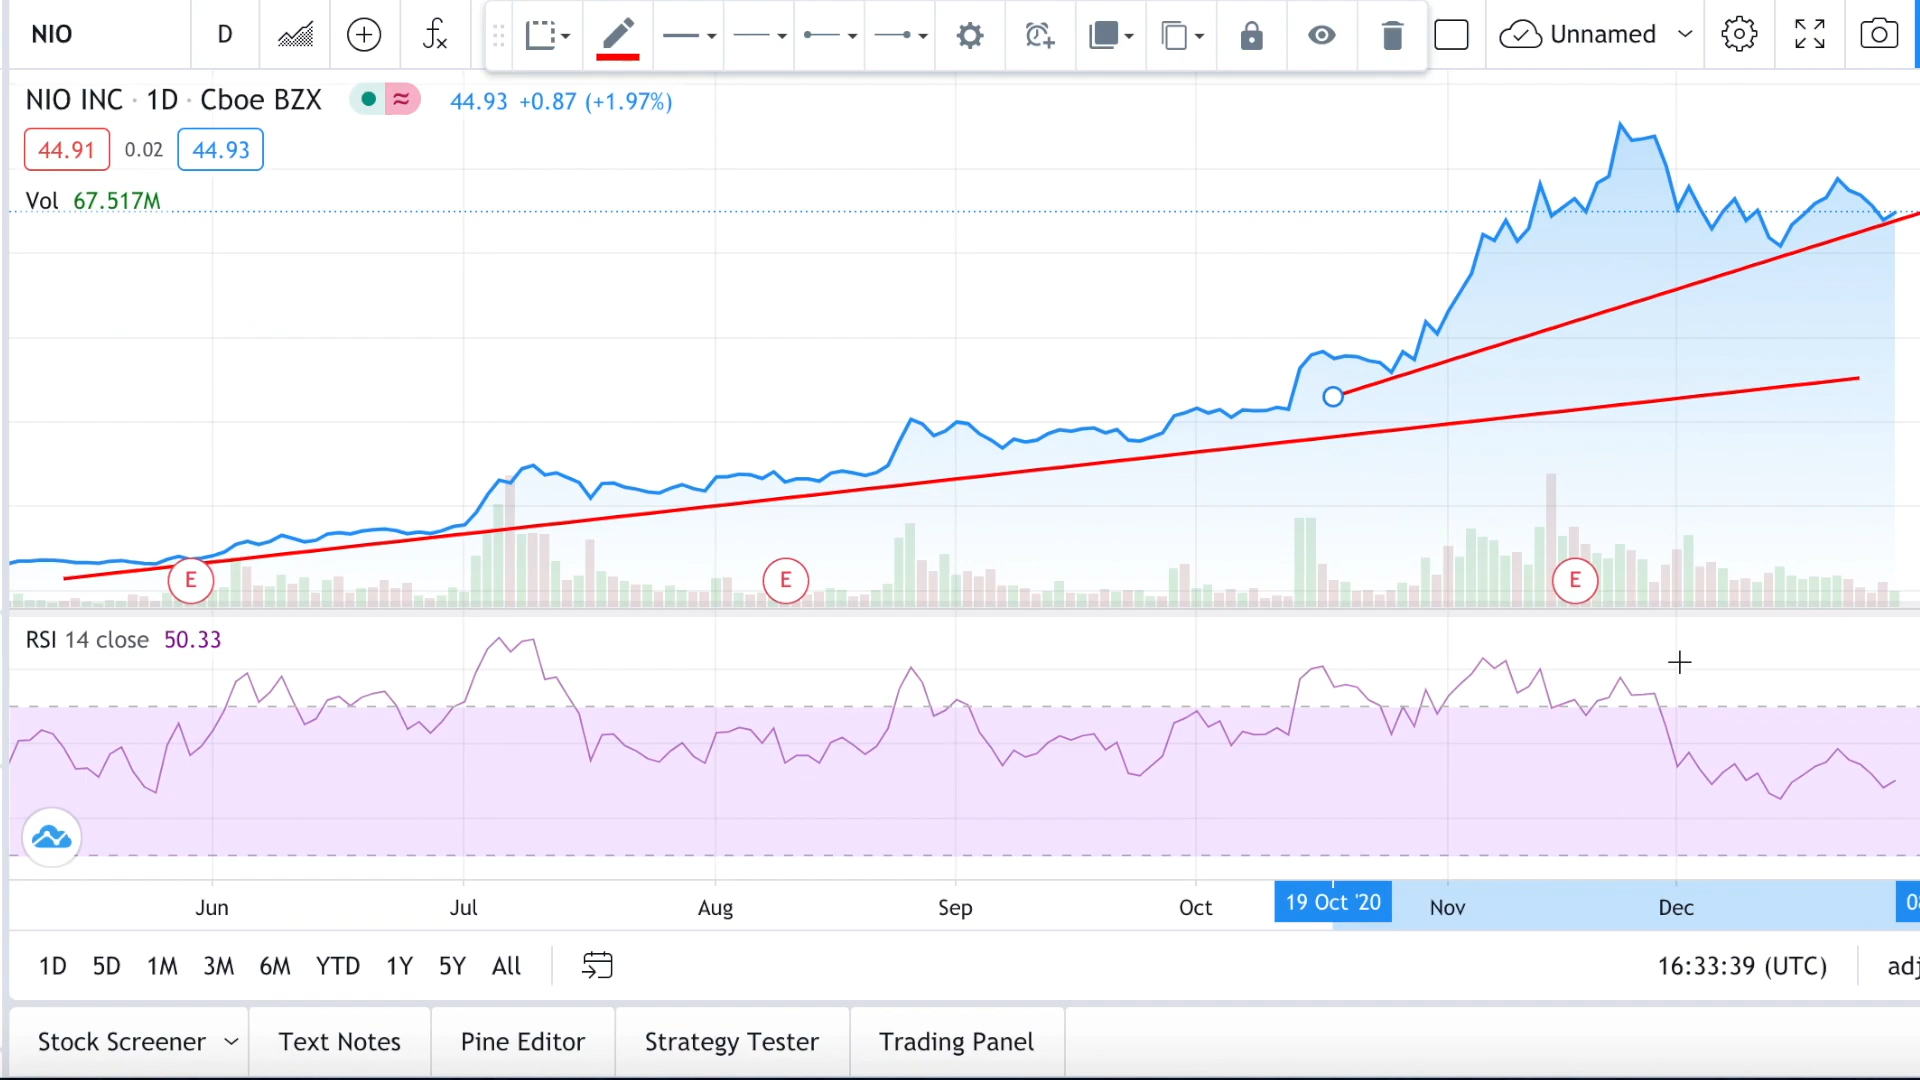 NIO D fx Unnamed
NIO INC · 1D · Cboe BZX ≈ 44.93 +0.87 (+1.97%)
44.91 0.02 44.93
Vol 67.517M
E E E
RSI 14 close 50.33
Jun Jul Aug Sep Oct 19 Oct '20 Nov Dec
1D 5D 1M 3M 6M YTD 1Y 5Y All 16:33:39 (UTC) adj
Stock Screener Text Notes Pine Editor Strategy Tester Trading Panel